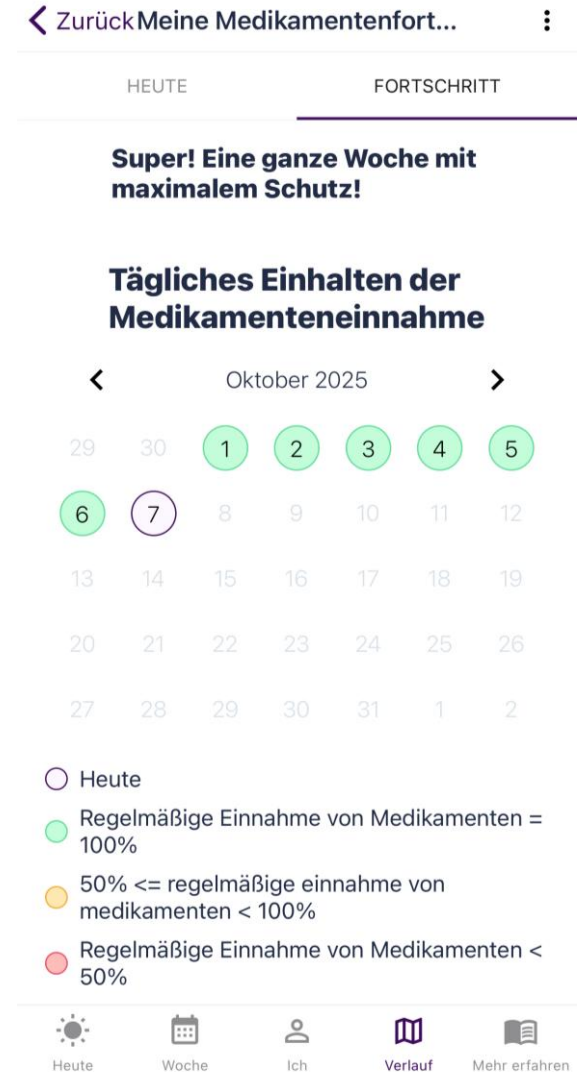 Zurück Meine Medikamentenfort...
HEUTE FORTSCHRITT
Super! Eine ganze Woche mit
maximalem Schutz!
Tägliches Einhalten der
Medikamenteneinnahme
Oktober 2025
29 30 1 2 3 4 5
6 7 8 9 10 11 12
13 14 15 16 17 18 19
20 21 22 23 24 25 26
27 28 29 30 31 1 2
Heute
Regelmäßige Einnahme von Medikamenten =
100%
50% <= regelmäßige einnahme von
medikamenten < 100%
Regelmäßige Einnahme von Medikamenten <
50%
Heute Woche Ich Verlauf Mehr erfahren